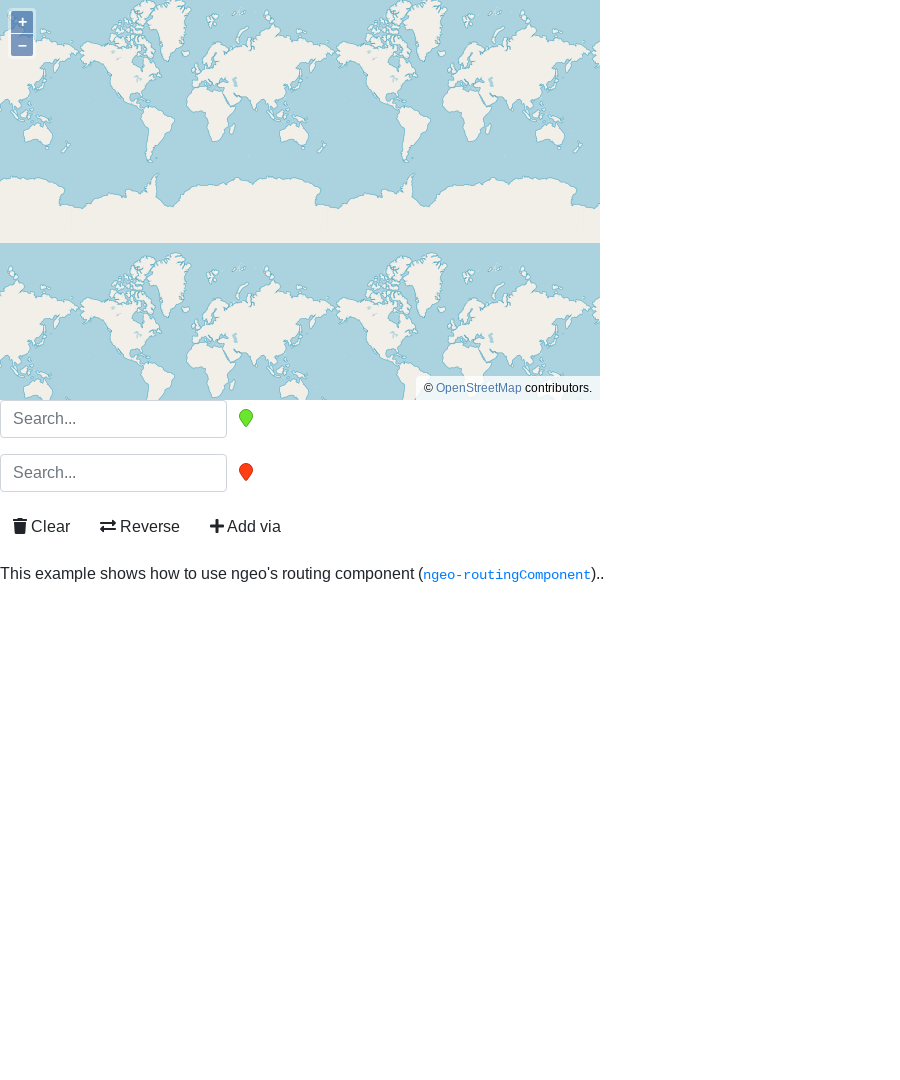 +
−
© OpenStreetMap contributors.
Search...
Search...
Clear Reverse Add via
This example shows how to use ngeo's routing component (ngeo-routingComponent)..